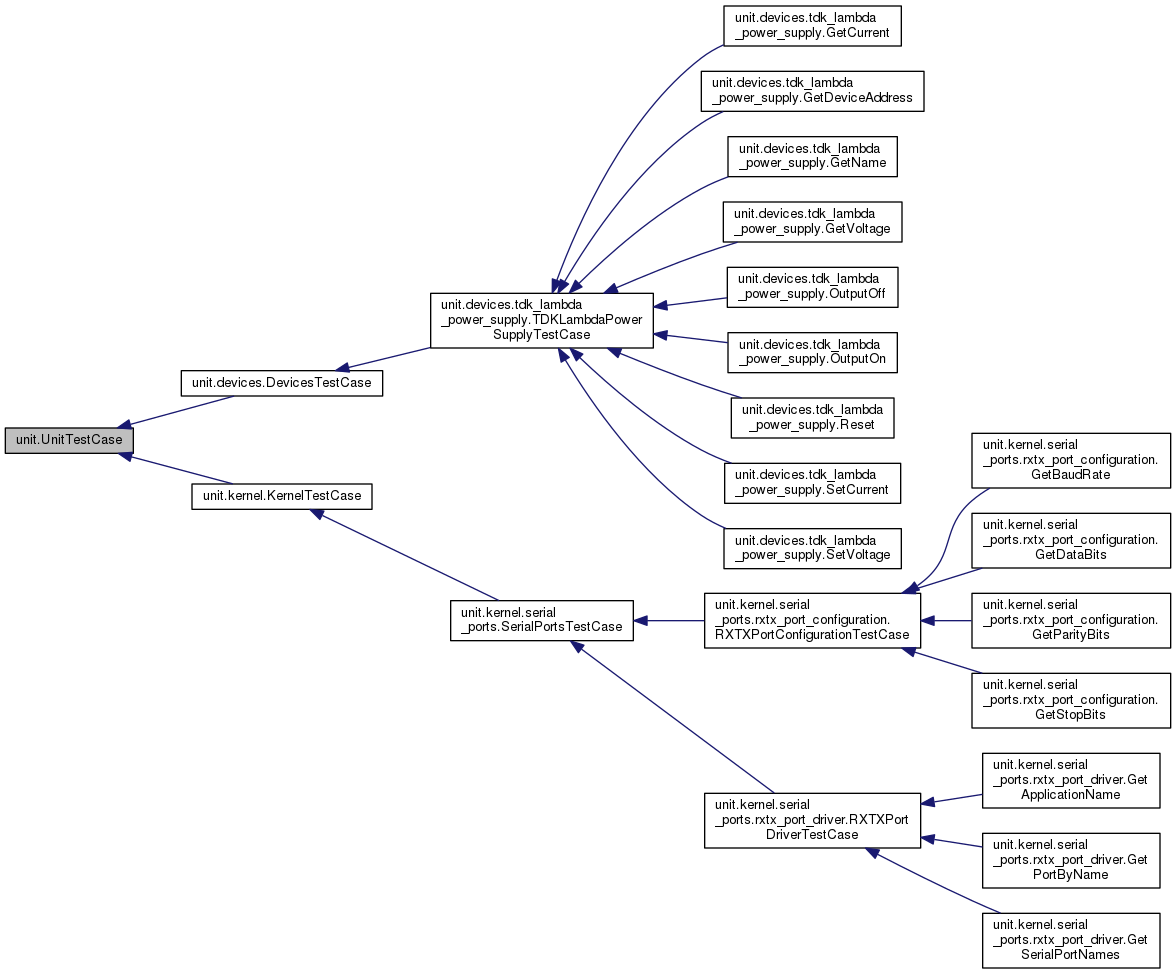 unit.devices.tdk_lambda
_power_supply.GetCurrent
unit.devices.tdk_lambda
_power_supply.GetDeviceAddress
unit.devices.tdk_lambda
_power_supply.GetName
unit.devices.tdk_lambda
_power_supply.GetVoltage
unit.devices.tdk_lambda
_power_supply.OutputOff
unit.devices.tdk_lambda
_power_supply.TDKLambdaPower
SupplyTestCase
unit.devices.tdk_lambda
_power_supply.OutputOn
unit.devices.DevicesTestCase
unit.devices.tdk_lambda
_power_supply.Reset
unit.UnitTestCase
unit.kernel.serial
_ports.rxtx_port_configuration.
GetBaudRate
unit.devices.tdk_lambda
_power_supply.SetCurrent
unit.kernel.KernelTestCase
unit.kernel.serial
_ports.rxtx_port_configuration.
GetDataBits
unit.devices.tdk_lambda
_power_supply.SetVoltage
unit.kernel.serial
_ports.SerialPortsTestCase
unit.kernel.serial
_ports.rxtx_port_configuration.
RXTXPortConfigurationTestCase
unit.kernel.serial
_ports.rxtx_port_configuration.
GetParityBits
unit.kernel.serial
_ports.rxtx_port_configuration.
GetStopBits
unit.kernel.serial
_ports.rxtx_port_driver.Get
ApplicationName
unit.kernel.serial
_ports.rxtx_port_driver.RXTXPort
DriverTestCase
unit.kernel.serial
_ports.rxtx_port_driver.Get
PortByName
unit.kernel.serial
_ports.rxtx_port_driver.Get
SerialPortNames